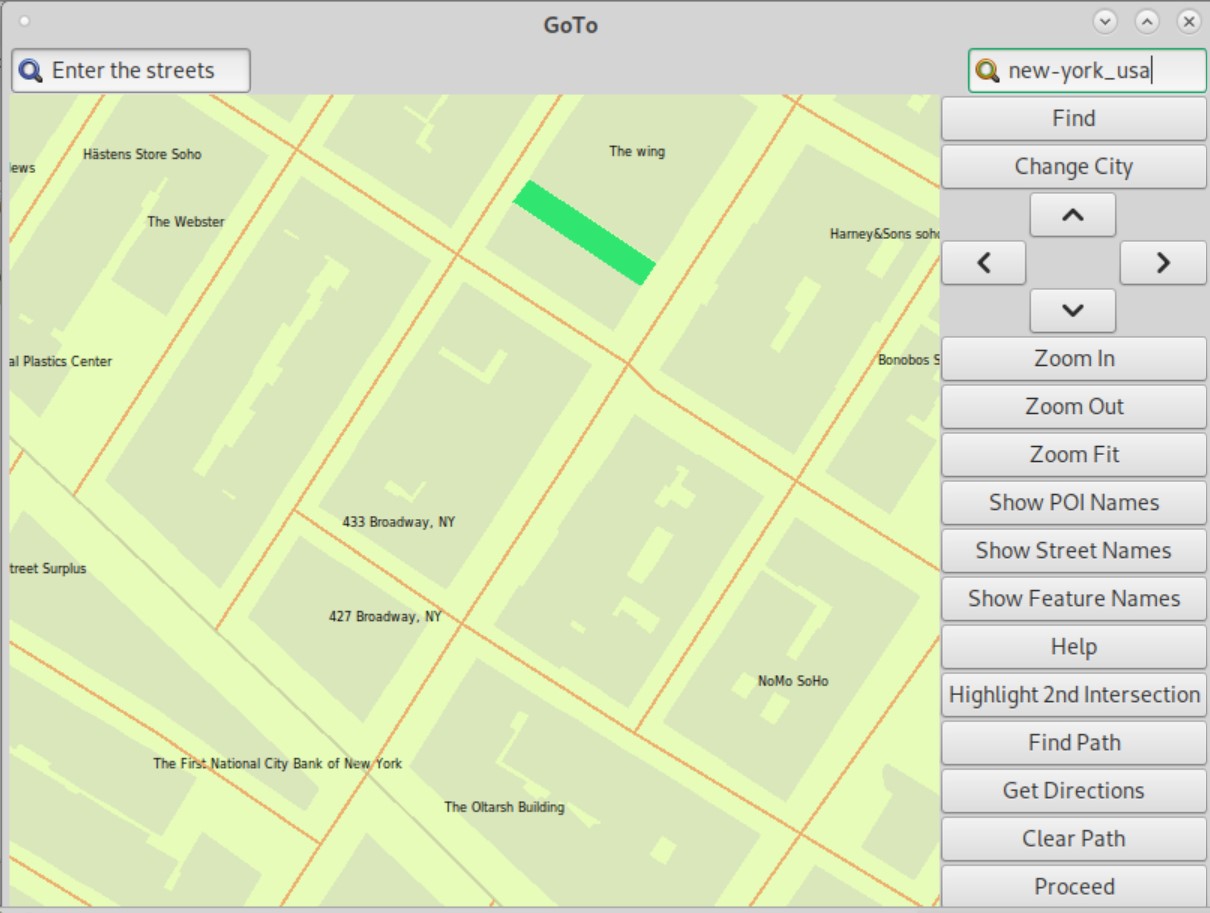 GoTo
Enter the streets
new-york_usa
Find
Change City
Zoom In
Zoom Out
Zoom Fit
Show POI Names
Show Street Names
Show Feature Names
Help
Highlight 2nd Intersection
Find Path
Get Directions
Clear Path
Proceed
The wing
Hästens Store Soho
iews
The Webster
Harney&Sons soho
al Plastics Center
Bonobos S
433 Broadway, NY
treet Surplus
427 Broadway, NY
NoMo SoHo
The First National City Bank of New York
The Oltarsh Building